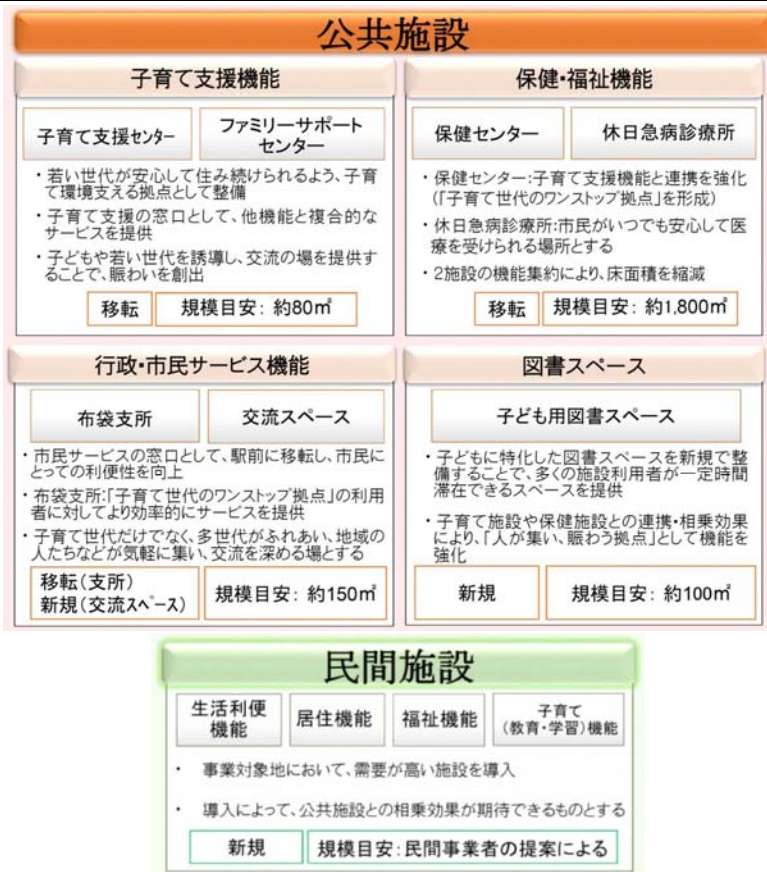 公共施設
子育て支援機能
子育て支援センター
ファミリーサポート
センター
・若い世代が安心して住み続けられるよう、子育
て環境支える拠点として整備
・子育て支援の窓口として、他機能と複合的な
サービスを提供
・子どもや若い世代を誘導し、交流の場を提供す
ることで、賑わいを創出
移転
規模目安：約80㎡
保健・福祉機能
保健センター
休日急病診療所
・保健センター：子育て支援機能と連携を強化
（「子育て世代のワンストップ拠点」を形成）
・休日急病診療所：市民がいつでも安心して医
療を受けられる場所とする
・2施設の機能集約により、床面積を縮減
移転
規模目安：約1,800㎡
行政・市民サービス機能
布袋支所
交流スペース
・市民サービスの窓口として、駅前に移転し、市民に
とっての利便性を向上
・布袋支所：「子育て世代のワンストップ拠点」の利用
者に対してより効率的にサービスを提供
・子育て世代だけでなく、多世代がふれあい、地域の
人たちなどが気軽に集い、交流を深める場とする
移転（支所）
新規（交流スペース）
規模目安：約150㎡
図書スペース
子ども用図書スペース
・子どもに特化した図書スペースを新規で整
備することで、多くの施設利用者が一定時間
滞在できるスペースを提供
・子育て施設や保健施設との連携・相乗効果
により、「人が集い、賑わう拠点」として機能を
強化
新規
規模目安：約100㎡
民間施設
生活利便
機能
居住機能
福祉機能
子育て
（教育・学習）機能
・事業対象地において、需要が高い施設を導入
・導入によって、公共施設との相乗効果が期待できるものとする
新規
規模目安：民間事業者の提案による